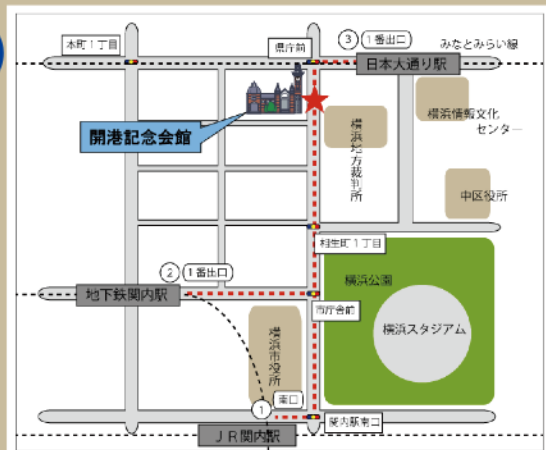 本町1丁目
県庁前
③
1番出口
みなとみらい線
日本大通り駅
開港記念会館
横浜地方裁判所
横浜情報文化
センター
中区役所
相生町1丁目
②
1番出口
地下鉄関内駅
市庁舎前
横浜公園
横浜スタジアム
横浜市役所
①
南口
関内駅南口
JR関内駅